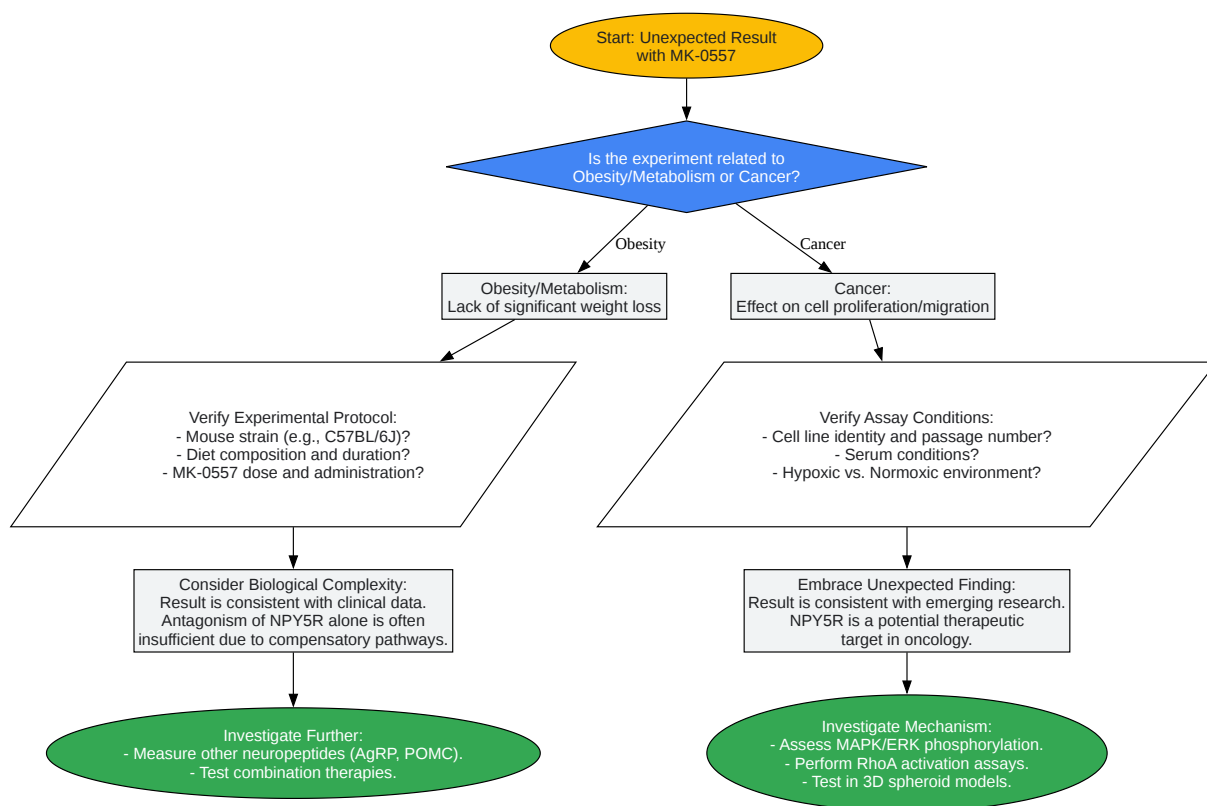 Start: Unexpected Result
with MK-0557
Is the experiment related to
Obesity/Metabolism or Cancer?
Obesity
Cancer
Obesity/Metabolism:
Lack of significant weight loss
Cancer:
Effect on cell proliferation/migration
Verify Experimental Protocol:
- Mouse strain (e.g., C57BL/6J)?
- Diet composition and duration?
- MK-0557 dose and administration?
Verify Assay Conditions:
- Cell line identity and passage number?
- Serum conditions?
- Hypoxic vs. Normoxic environment?
Consider Biological Complexity:
Result is consistent with clinical data.
Antagonism of NPY5R alone is often
insufficient due to compensatory pathways.
Embrace Unexpected Finding:
Result is consistent with emerging research.
NPY5R is a potential therapeutic
target in oncology.
Investigate Further:
- Measure other neuropeptides (AgRP, POMC).
- Test combination therapies.
Investigate Mechanism:
- Assess MAPK/ERK phosphorylation.
- Perform RhoA activation assays.
- Test in 3D spheroid models.